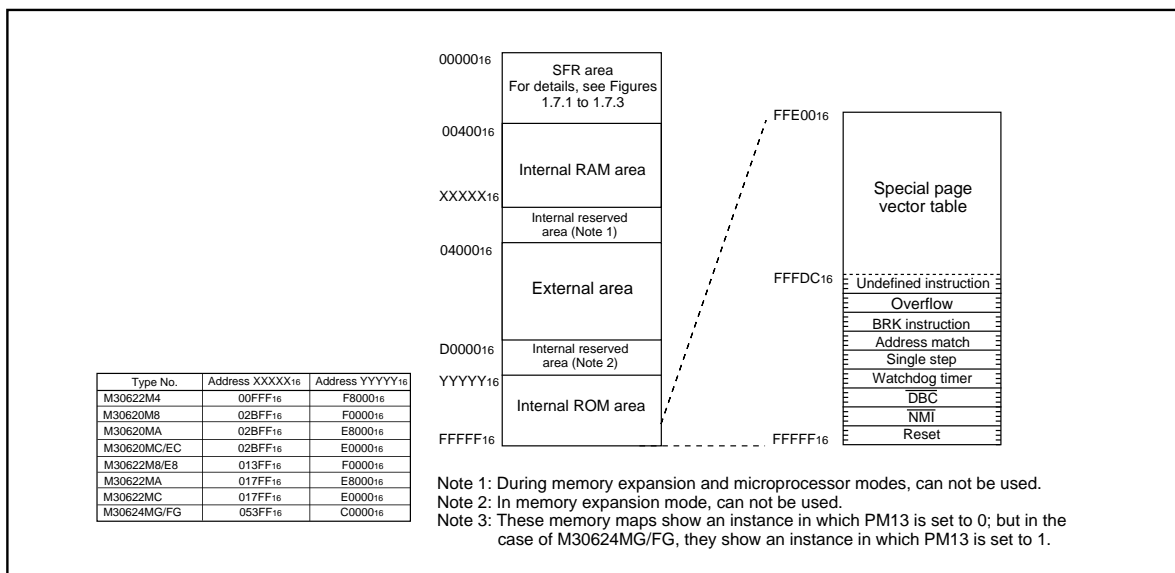 0000016
SFR area
For details, see Figures
1.7.1 to 1.7.3
0040016
Internal RAM area
XXXXX16
Internal reserved
area (Note 1)
0400016
External area
D000016
Internal reserved
area (Note 2)
YYYYY16
Internal ROM area
FFFFF16
FFE0016
Special page
vector table
FFFDC16
Undefined instruction
Overflow
BRK instruction
Address match
Single step
Watchdog timer
DBC
NMI
Reset
FFFFF16
Type No. Address XXXXX16 Address YYYYY16
M30622M4 00FFF16 F800016
M30620M8 02BFF16 F000016
M30620MA 02BFF16 E800016
M30620MC/EC 02BFF16 E000016
M30622M8/E8 013FF16 F000016
M30622MA 017FF16 E800016
M30622MC 017FF16 E000016
M30624MG/FG 053FF16 C000016
Note 1: During memory expansion and microprocessor modes, can not be used.
Note 2: In memory expansion mode, can not be used.
Note 3: These memory maps show an instance in which PM13 is set to 0; but in the
case of M30624MG/FG, they show an instance in which PM13 is set to 1.